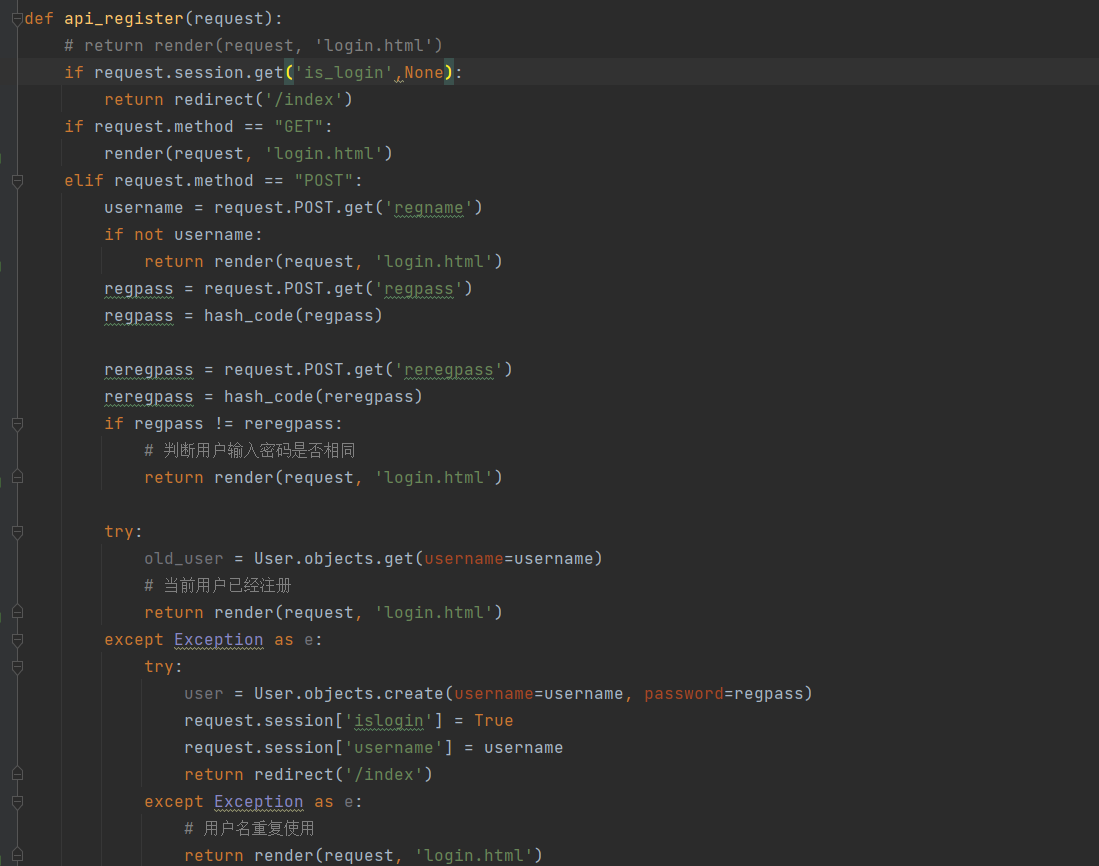 def api_register(request):
    # return render(request, 'login.html')
    if request.session.get('is_login',None):
        return redirect('/index')
    if request.method == "GET":
        render(request, 'login.html')
    elif request.method == "POST":
        username = request.POST.get('regname')
        if not username:
            return render(request, 'login.html')
        regpass = request.POST.get('regpass')
        regpass = hash_code(regpass)
        reregpass = request.POST.get('reregpass')
        reregpass = hash_code(reregpass)
        if regpass != reregpass:
            # 判断用户输入密码是否相同
            return render(request, 'login.html')
        try:
            old_user = User.objects.get(username=username)
            # 当前用户已经注册
            return render(request, 'login.html')
        except Exception as e:
            try:
                user = User.objects.create(username=username, password=regpass)
                request.session['islogin'] = True
                request.session['username'] = username
                return redirect('/index')
            except Exception as e:
                # 用户名重复使用
                return render(request, 'login.html')